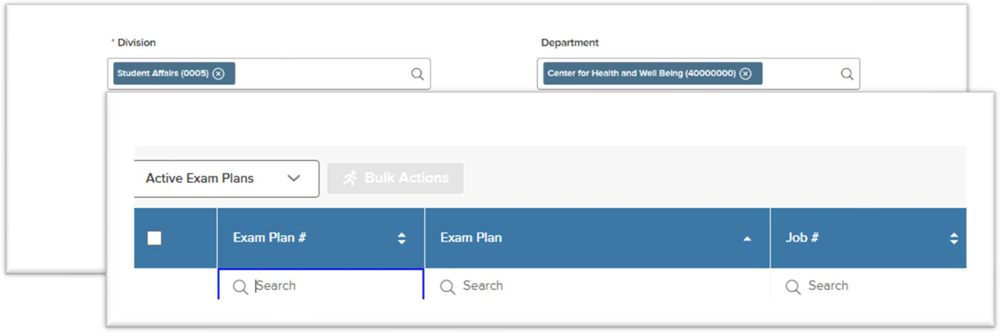 * Division Department
Student Affairs (0005) Center for Health and Well Being (40000000)
Active Exam Plans Bulk Actions
Exam Plan # Exam Plan Job #
Search Search Search